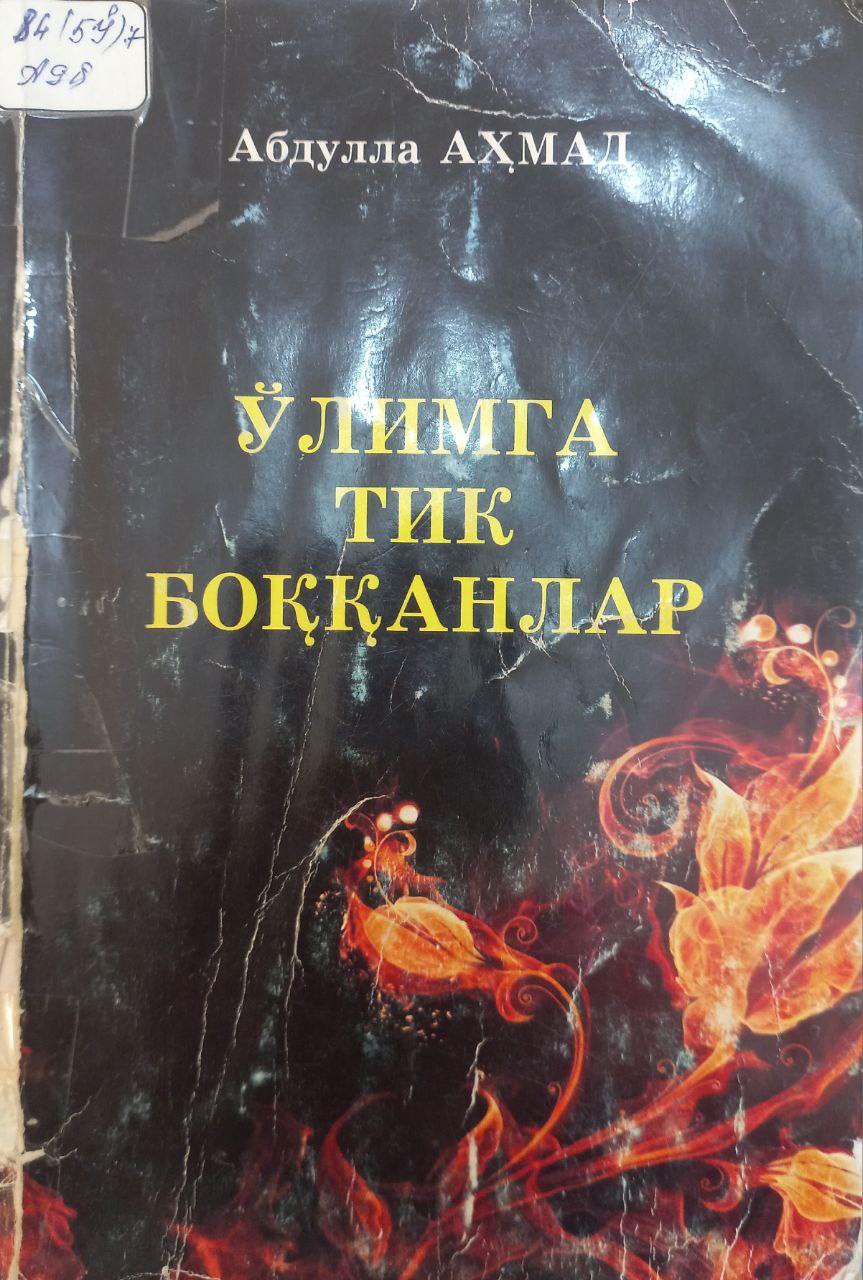 84(5Ў)7
А98
Абдулла АҲМАД
ЎЛИМГА
ТИК
БОҚҚАНЛАР